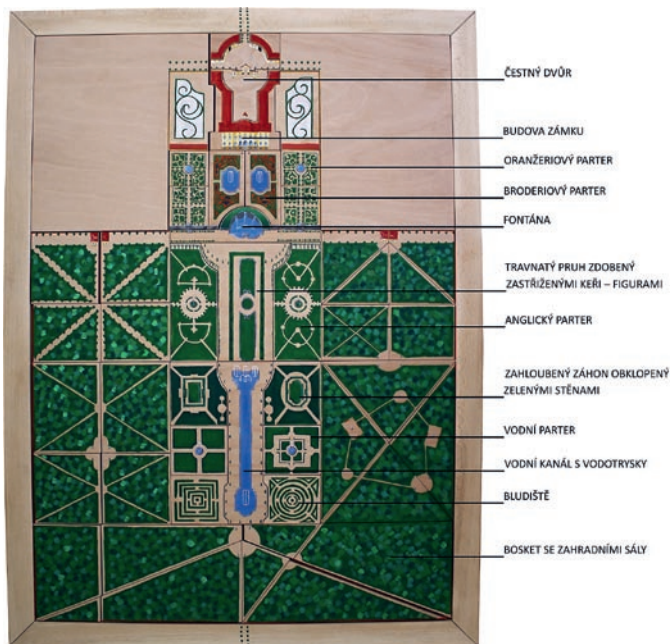 ČESTNÝ DVŮR
BUDOVA ZÁMKU
ORANŽERIOVÝ PARTER
BRODERIOVÝ PARTER
FONTÁNA
TRAVNATÝ PRUH ZDOBENÝ
ZASTŘIŽENÝMI KEŘI – FIGURAMI
ANGLICKÝ PARTER
ZAHLOUBENÝ ZÁHON OBKLOPENÝ
ZELENÝMI STĚNAMI
VODNÍ PARTER
VODNÍ KANÁL S VODOTRYSKY
BLUDIŠTĚ
BOSKET SE ZAHRADNÍMI SÁLY